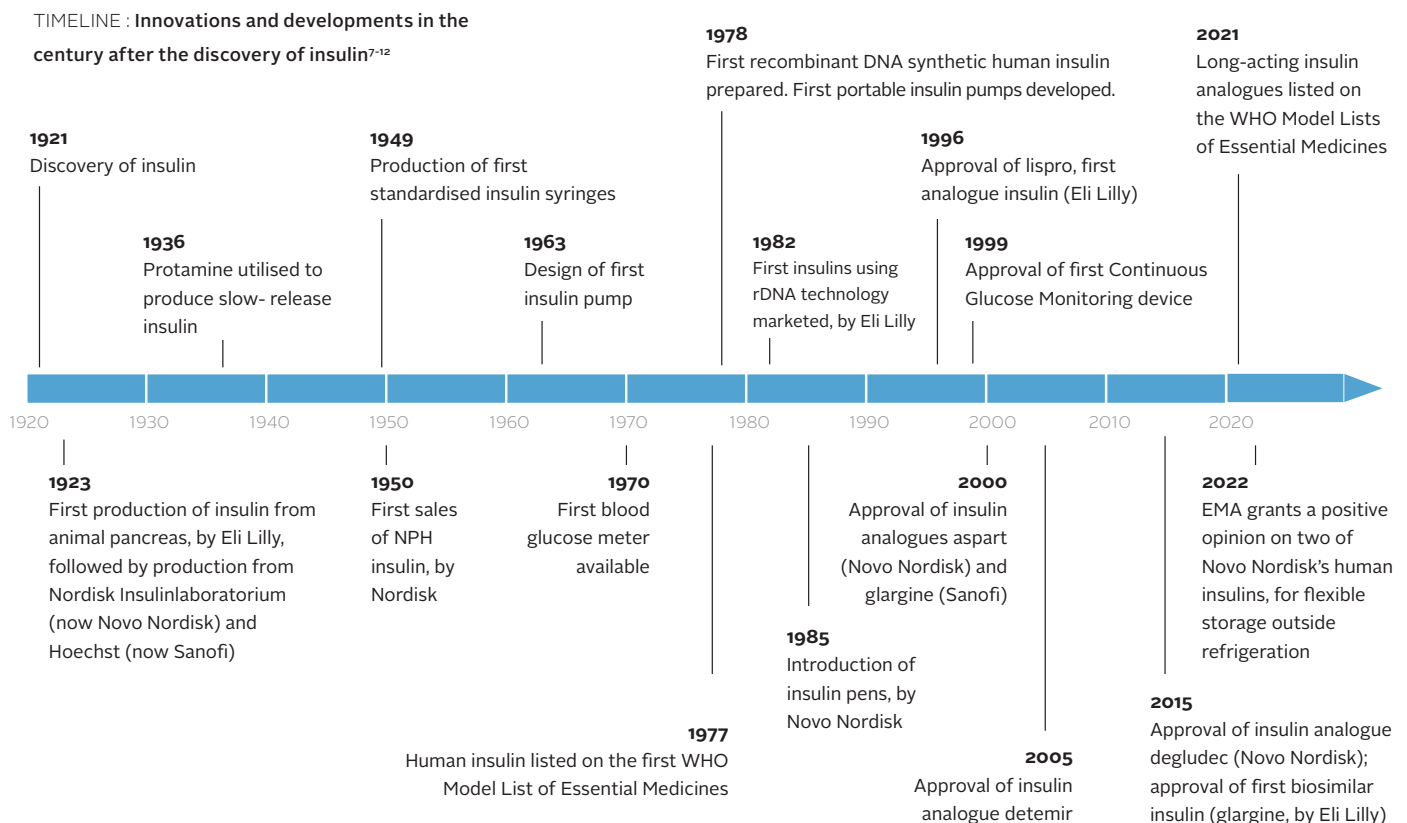 TIMELINE : Innovations and developments in the
century after the discovery of insulin⁷⁻¹²
1921
Discovery of insulin
1936
Protamine utilised to
produce slow- release
insulin
1949
Production of first
standardised insulin syringes
1963
Design of first
insulin pump
1978
First recombinant DNA synthetic human insulin
prepared. First portable insulin pumps developed.
1982
First insulins using
rDNA technology
marketed, by Eli Lilly
1996
Approval of lispro, first
analogue insulin (Eli Lilly)
1999
Approval of first Continuous
Glucose Monitoring device
2021
Long-acting insulin
analogues listed on
the WHO Model Lists
of Essential Medicines
1920
1930
1940
1950
1960
1970
1980
1990
2000
2010
2020
1923
First production of insulin from
animal pancreas, by Eli Lilly,
followed by production from
Nordisk Insulinlaboratorium
(now Novo Nordisk) and
Hoechst (now Sanofi)
1950
First sales
of NPH
insulin, by
Nordisk
1970
First blood
glucose meter
available
1977
Human insulin listed on the first WHO
Model List of Essential Medicines
1985
Introduction of
insulin pens, by
Novo Nordisk
2000
Approval of insulin
analogues aspart
(Novo Nordisk) and
glargine (Sanofi)
2005
Approval of insulin
analogue detemir
2015
Approval of insulin analogue
degludec (Novo Nordisk);
approval of first biosimilar
insulin (glargine, by Eli Lilly)
2022
EMA grants a positive
opinion on two of
Novo Nordisk's human
insulins, for flexible
storage outside
refrigeration